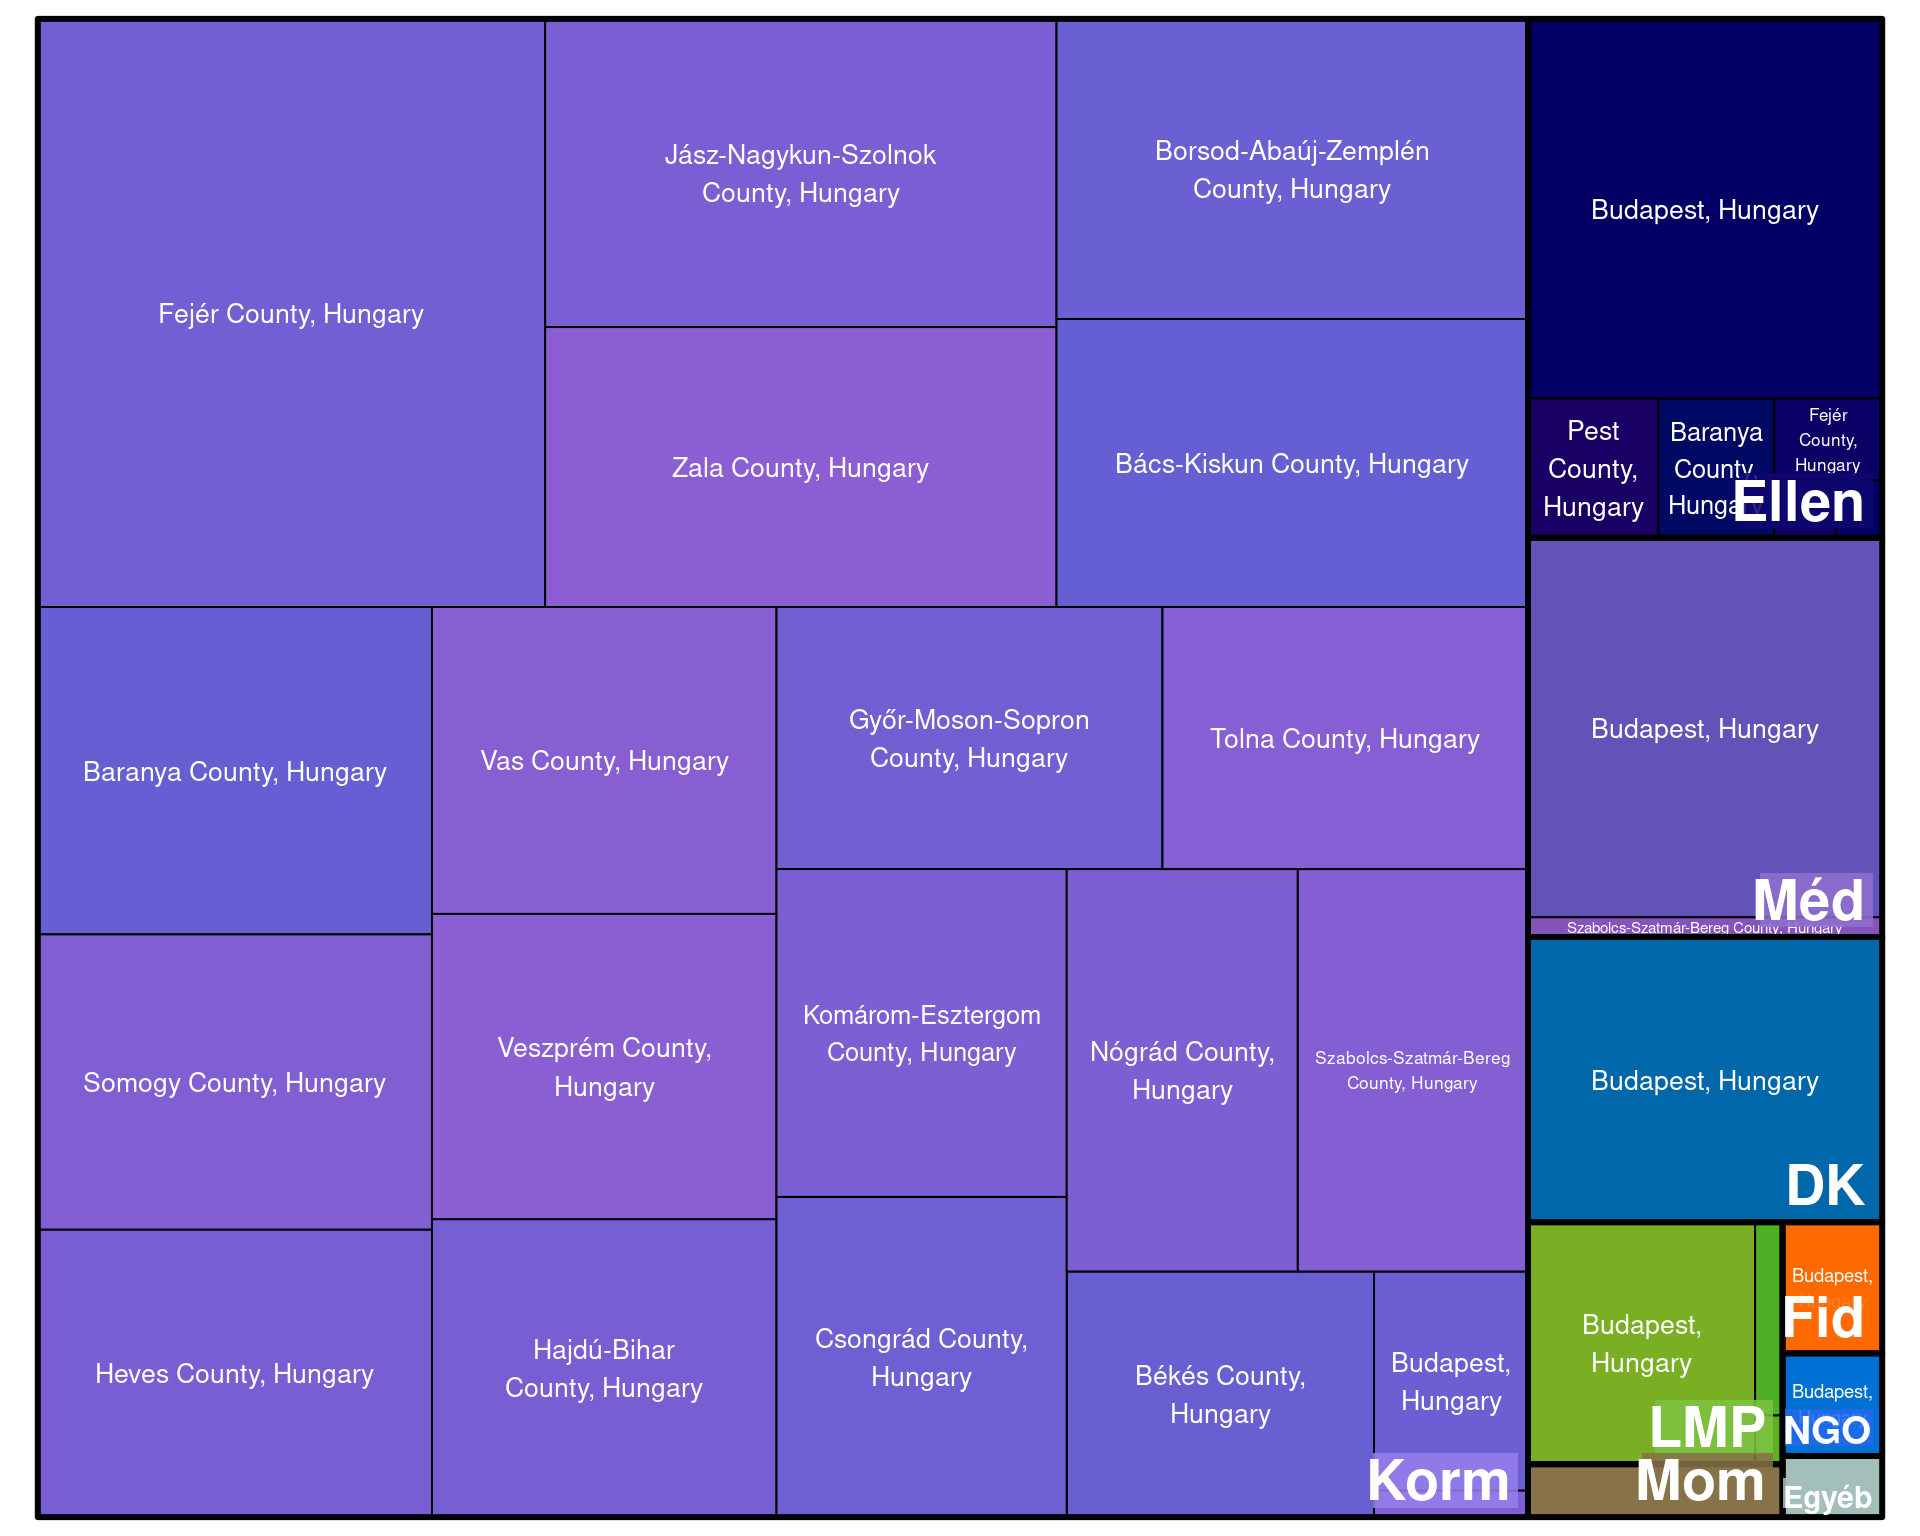 Fejér County, Hungary
Jász-Nagykun-Szolnok
County, Hungary
Zala County, Hungary
Borsod-Abaúj-Zemplén
County, Hungary
Bács-Kiskun County, Hungary
Baranya County, Hungary
Somogy County, Hungary
Heves County, Hungary
Vas County, Hungary
Veszprém County,
Hungary
Hajdú-Bihar
County, Hungary
Győr-Moson-Sopron
County, Hungary
Tolna County, Hungary
Komárom-Esztergom
County, Hungary
Csongrád County,
Hungary
Nógrád County,
Hungary
Szabolcs-Szatmár-Bereg
County, Hungary
Békés County,
Hungary
Budapest,
Hungary
Korm
Budapest, Hungary
Pest
County,
Hungary
Baranya
County,
Hungary
Fejér
County,
Hungary
Ellen
Budapest, Hungary
Méd
Szabolcs-Szatmár-Bereg County, Hungary
Budapest, Hungary
DK
Budapest,
Hungary
LMP
Mom
Budapest,
Fid
Budapest,
NGO
Egyéb